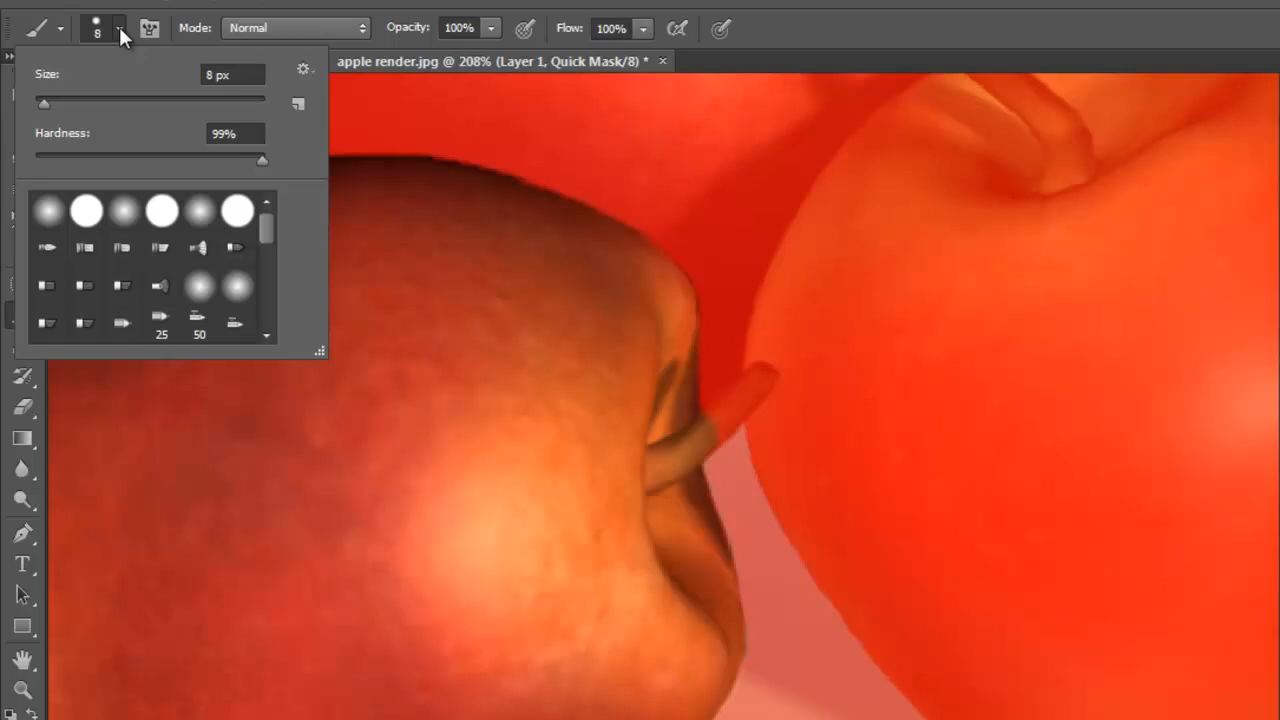 8
Mode: Normal Opacity: 100% Flow: 100%
apple render.jpg @ 208% (Layer 1, Quick Mask/8) * ×
Size: 8 px
Hardness: 99%
25 50
T